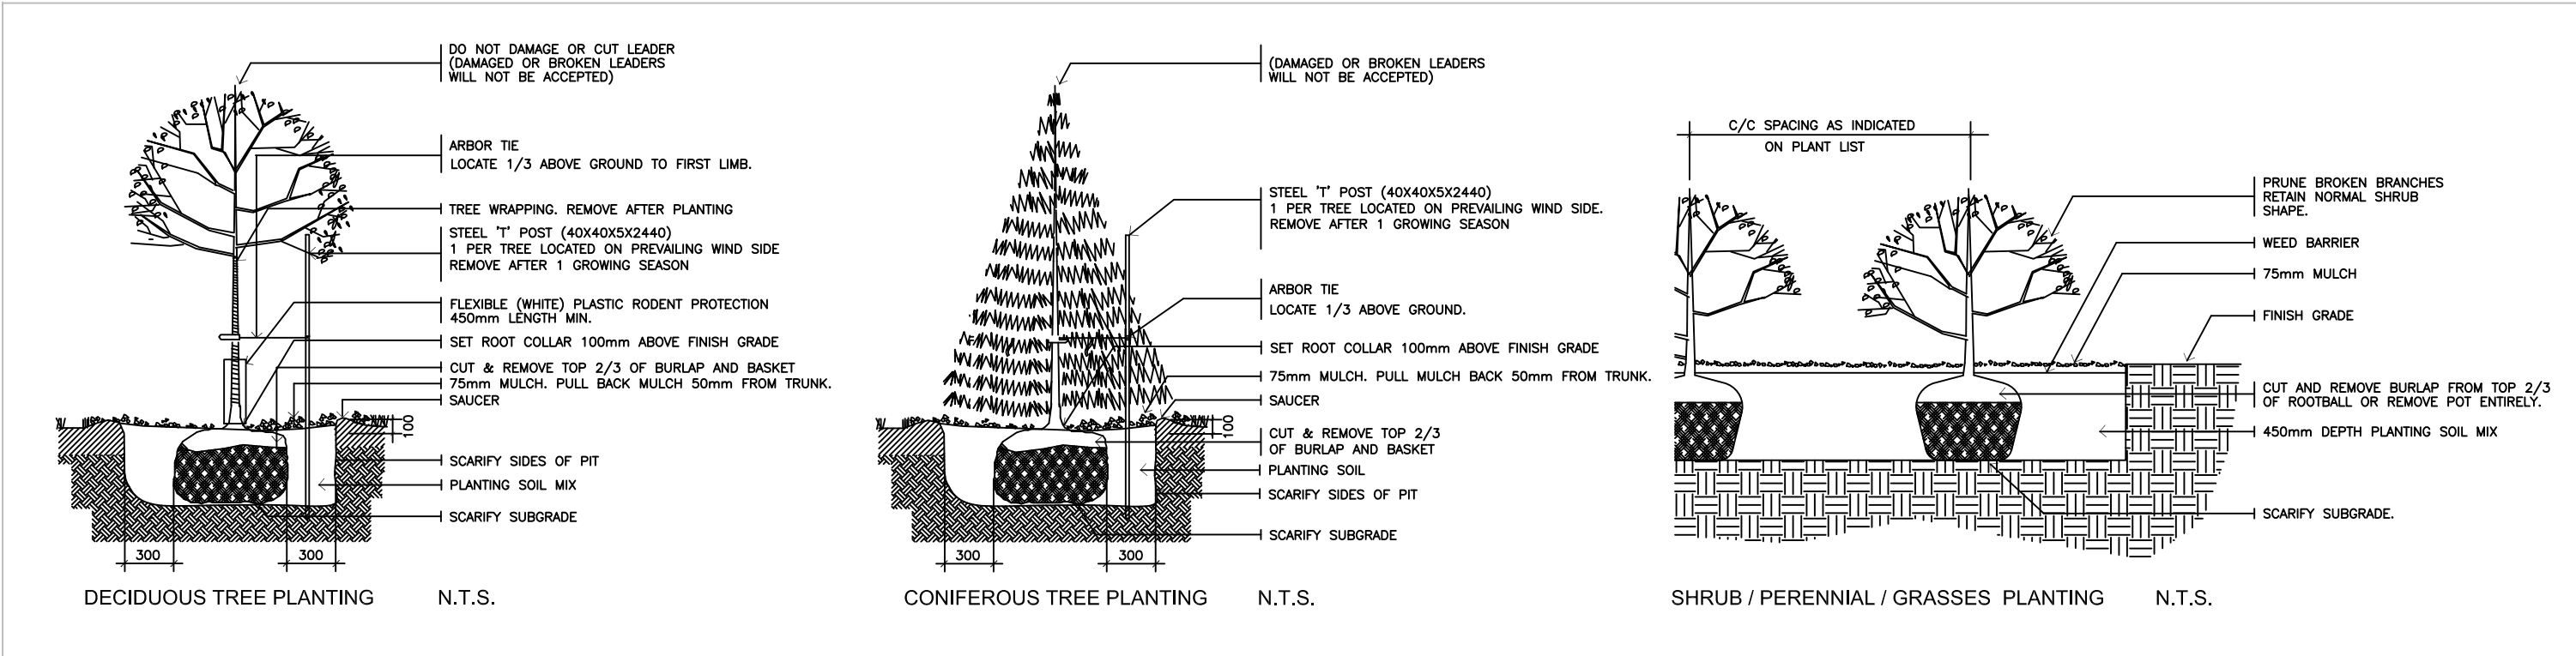 DO NOT DAMAGE OR CUT LEADER
(DAMAGED OR BROKEN LEADERS
WILL NOT BE ACCEPTED)
ARBOR TIE
LOCATE 1/3 ABOVE GROUND TO FIRST LIMB.
TREE WRAPPING. REMOVE AFTER PLANTING
STEEL 'T' POST (40X40X5X2440)
1 PER TREE LOCATED ON PREVAILING WIND SIDE
REMOVE AFTER 1 GROWING SEASON
FLEXIBLE (WHITE) PLASTIC RODENT PROTECTION
450mm LENGTH MIN.
SET ROOT COLLAR 100mm ABOVE FINISH GRADE
CUT & REMOVE TOP 2/3 OF BURLAP AND BASKET
75mm MULCH. PULL BACK MULCH 50mm FROM TRUNK.
SAUCER
100
SCARIFY SIDES OF PIT
PLANTING SOIL MIX
SCARIFY SUBGRADE
300
300
DECIDUOUS TREE PLANTING N.T.S.
(DAMAGED OR BROKEN LEADERS
WILL NOT BE ACCEPTED)
STEEL 'T' POST (40X40X5X2440)
1 PER TREE LOCATED ON PREVAILING WIND SIDE.
REMOVE AFTER 1 GROWING SEASON
ARBOR TIE
LOCATE 1/3 ABOVE GROUND.
SET ROOT COLLAR 100mm ABOVE FINISH GRADE
75mm MULCH. PULL MULCH BACK 50mm FROM TRUNK.
SAUCER
100
CUT & REMOVE TOP 2/3
OF BURLAP AND BASKET
PLANTING SOIL
SCARIFY SIDES OF PIT
SCARIFY SUBGRADE
300
300
CONIFEROUS TREE PLANTING N.T.S.
C/C SPACING AS INDICATED
ON PLANT LIST
PRUNE BROKEN BRANCHES
RETAIN NORMAL SHRUB
SHAPE.
WEED BARRIER
75mm MULCH
FINISH GRADE
CUT AND REMOVE BURLAP FROM TOP 2/3
OF ROOTBALL OR REMOVE POT ENTIRELY.
450mm DEPTH PLANTING SOIL MIX
SCARIFY SUBGRADE.
SHRUB / PERENNIAL / GRASSES PLANTING N.T.S.